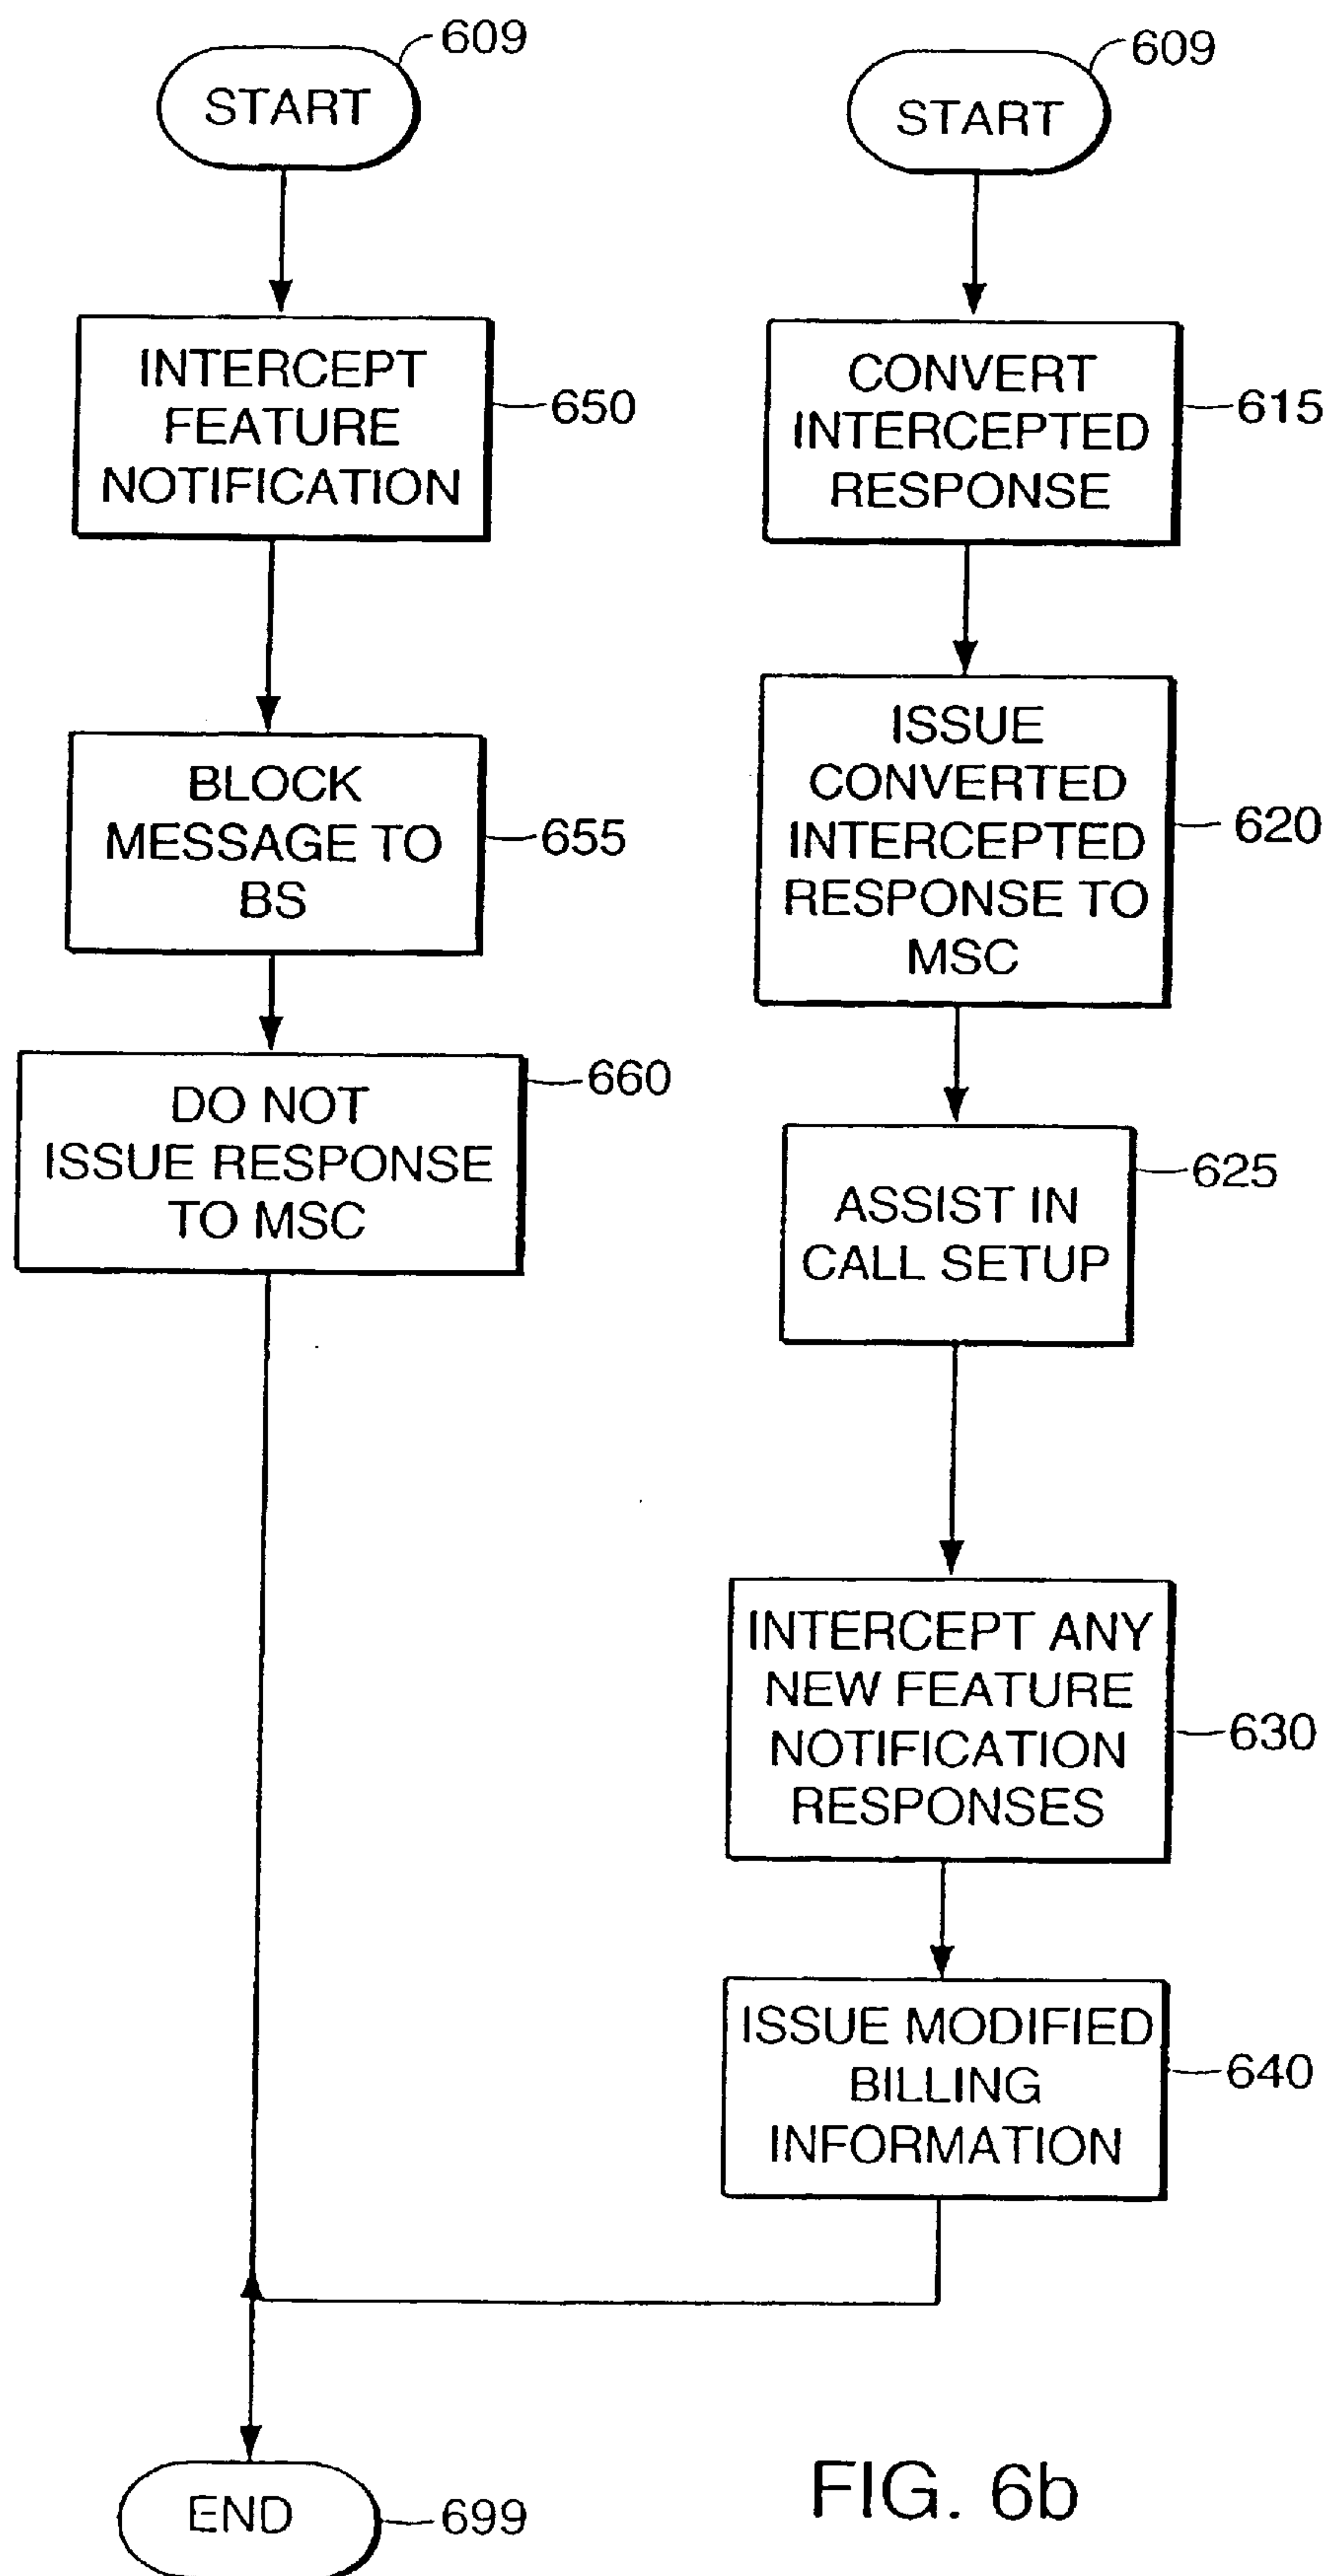 609
START
INTERCEPT
FEATURE
NOTIFICATION
650
BLOCK
MESSAGE TO
BS
655
DO NOT
ISSUE RESPONSE
TO MSC
660
609
START
CONVERT
INTERCEPTED
RESPONSE
615
ISSUE
CONVERTED
INTERCEPTED
RESPONSE TO
MSC
620
ASSIST IN
CALL SETUP
625
INTERCEPT ANY
NEW FEATURE
NOTIFICATION
RESPONSES
630
ISSUE MODIFIED
BILLING
INFORMATION
640
END
699
FIG. 6b